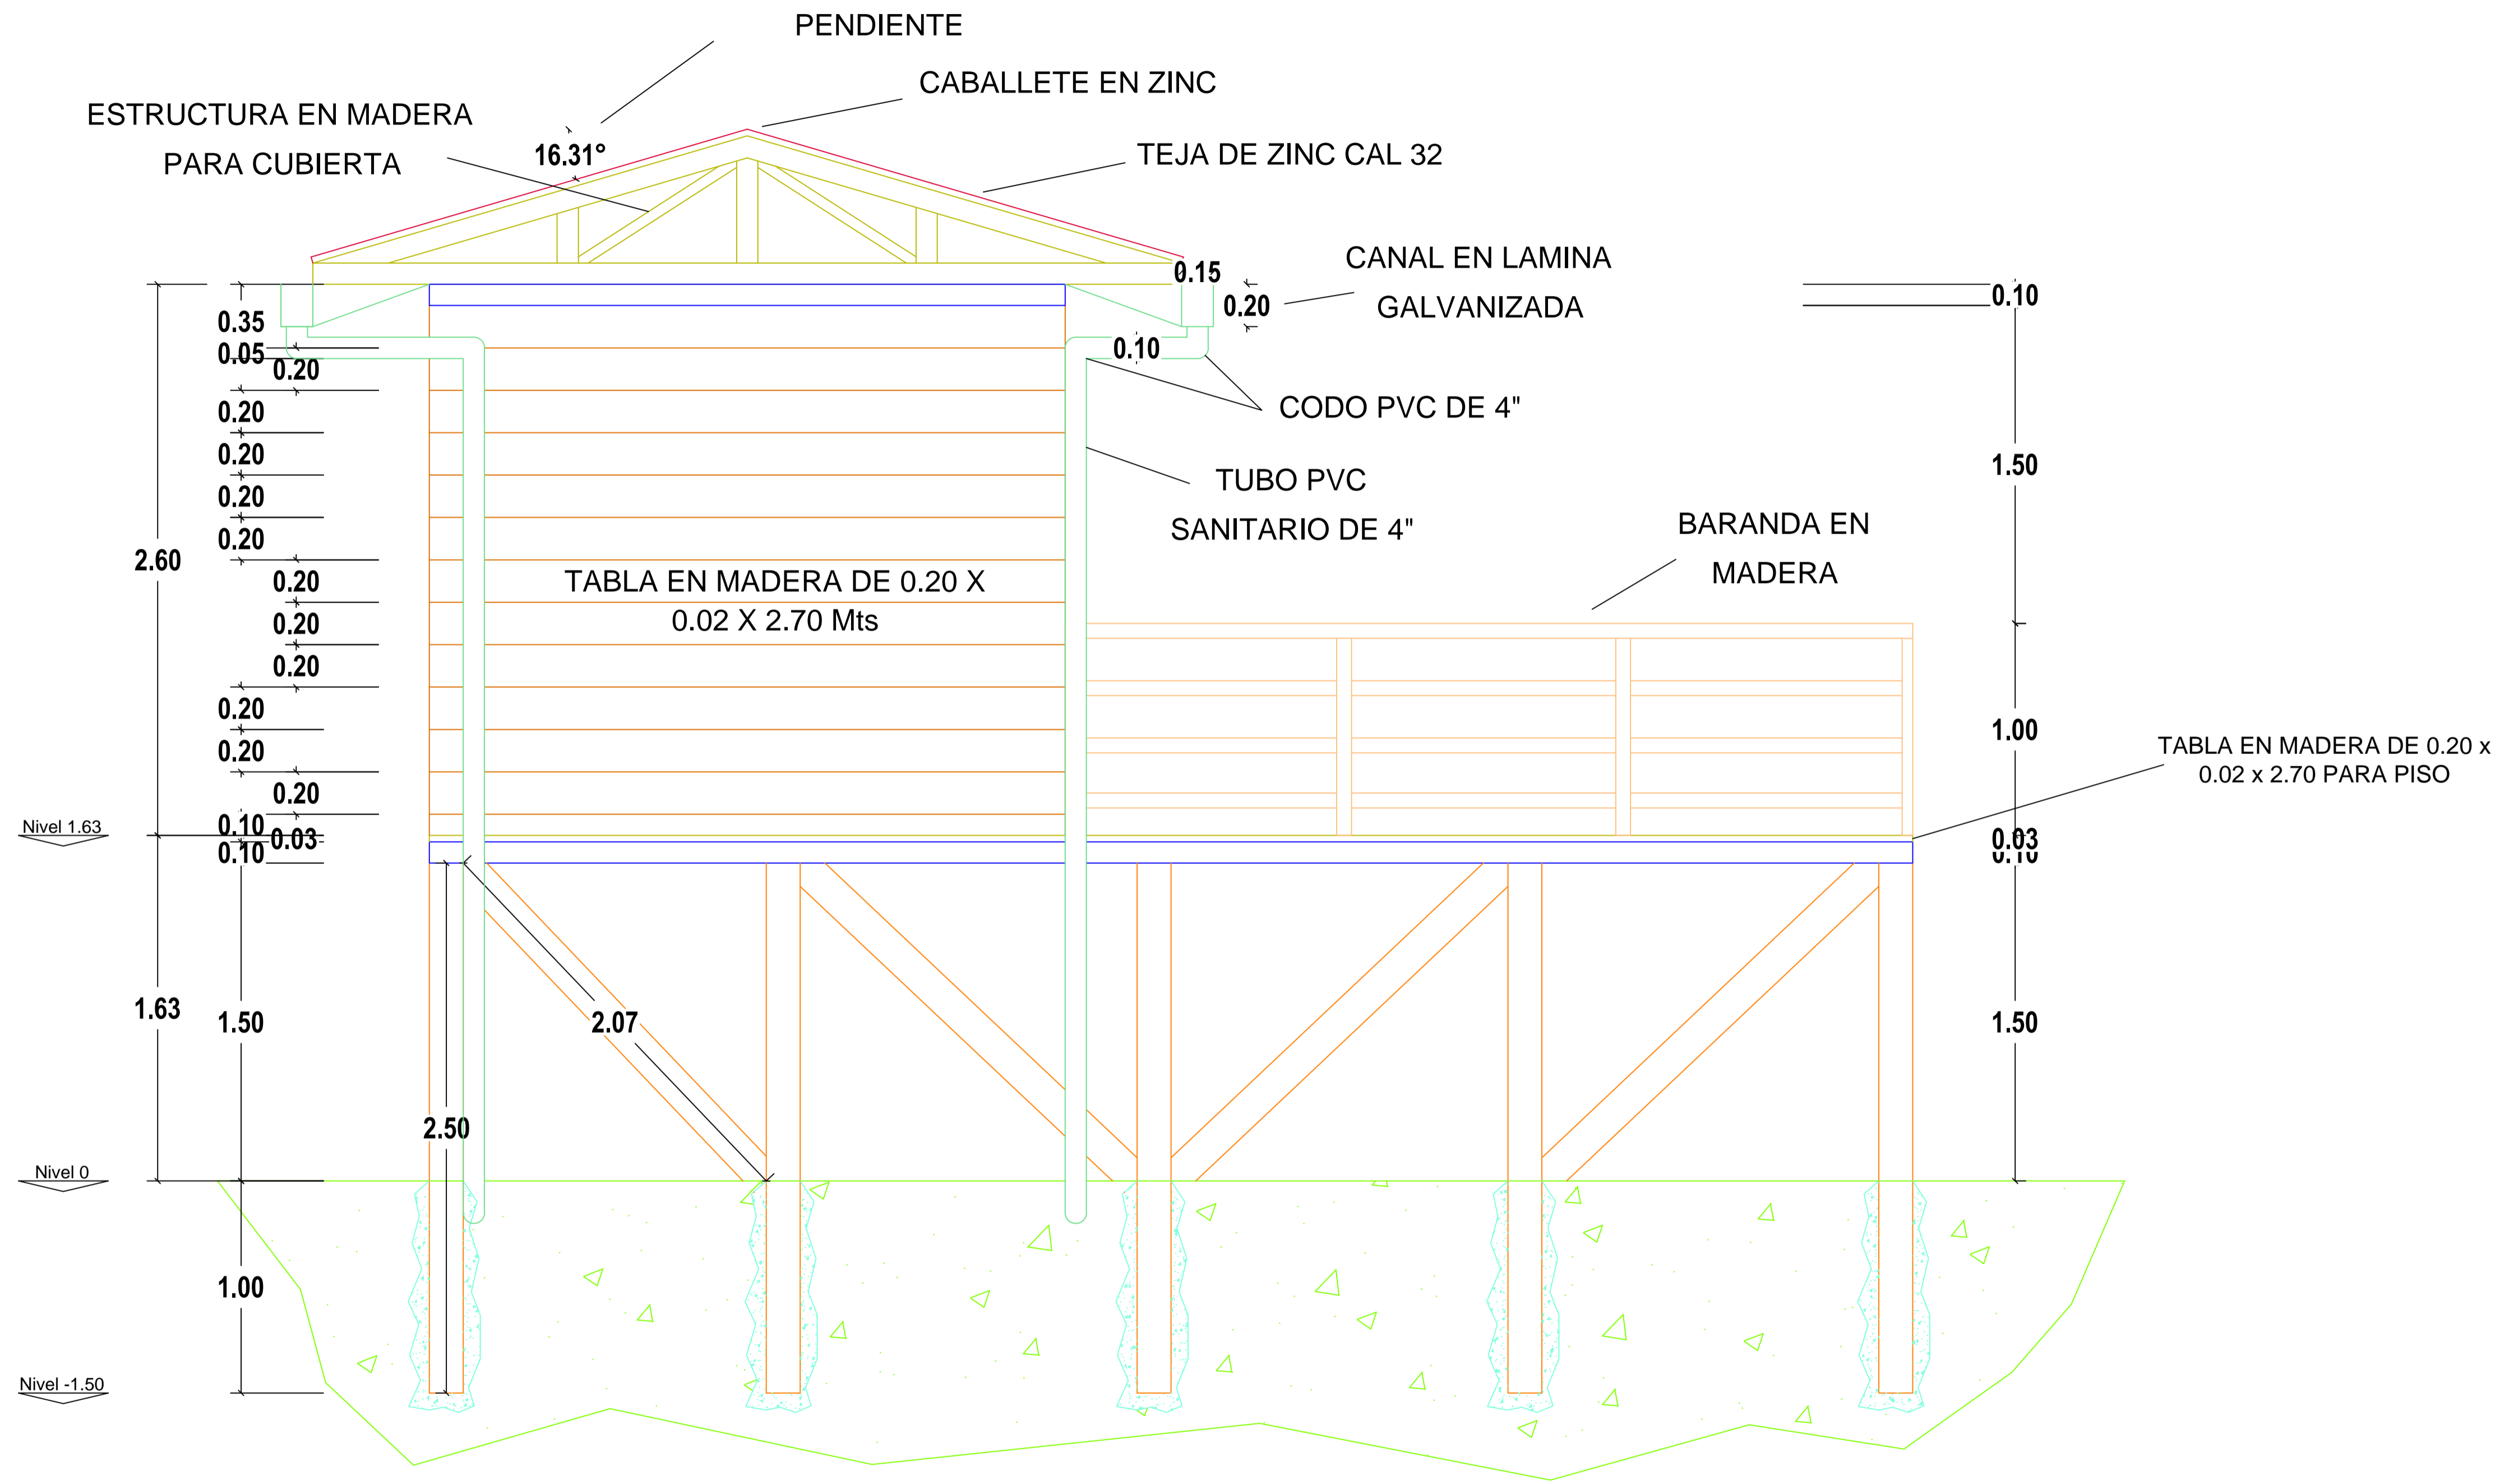 PENDIENTE
CABALLETE EN ZINC
ESTRUCTURA EN MADERA
PARA CUBIERTA
16.31°
TEJA DE ZINC CAL 32
CANAL EN LAMINA
GALVANIZADA
0.15
0.20
0.10
0.35
0.05
0.20
0.10
CODO PVC DE 4"
0.20
0.20
0.20
0.20
1.50
TUBO PVC
SANITARIO DE 4"
BARANDA EN
MADERA
2.60
TABLA EN MADERA DE 0.20 X
0.02 X 2.70 Mts
0.20
0.20
0.20
0.20
0.20
0.20
1.00
TABLA EN MADERA DE 0.20 x
0.02 x 2.70 PARA PISO
Nivel 1.63
0.10
0.03
0.10
0.03
0.10
1.63
1.50
2.07
1.50
2.50
Nivel 0
1.00
Nivel -1.50